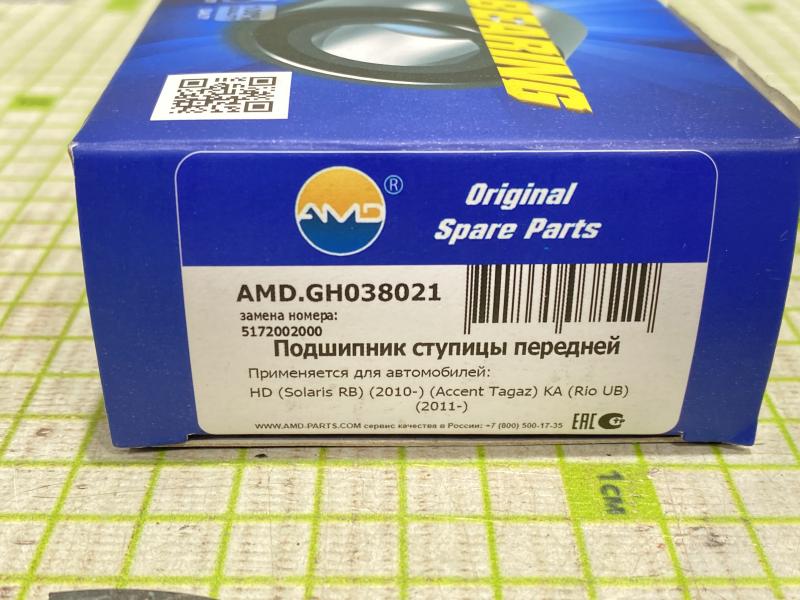 BEARING
AMD ®
Original
Spare Parts
AMD.GH038021
замена номера:
5172002000
Подшипник ступицы передней
Применяется для автомобилей:
HD (Solaris RB) (2010-) (Accent Tagaz) KA (Rio UB)
(2011-)
WWW.AMD-PARTS.COM сервис качества в России: +7 (800) 500-17-35
EAC
1см